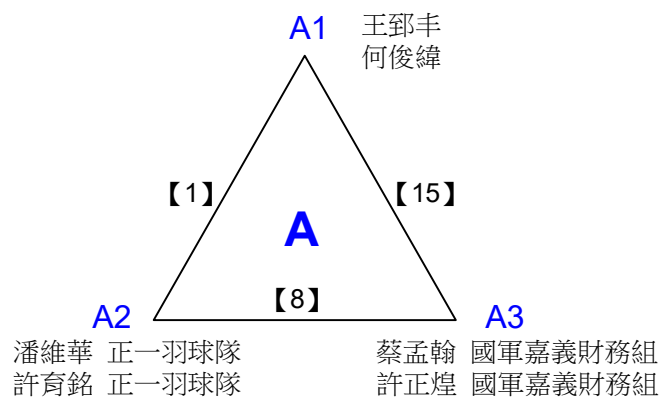 A1 王郅丰
何俊緯
【1】 【15】
A
【8】
A2 A3
潘維華 正一羽球隊 蔡孟翰 國軍嘉義財務組
許育銘 正一羽球隊 許正煌 國軍嘉義財務組